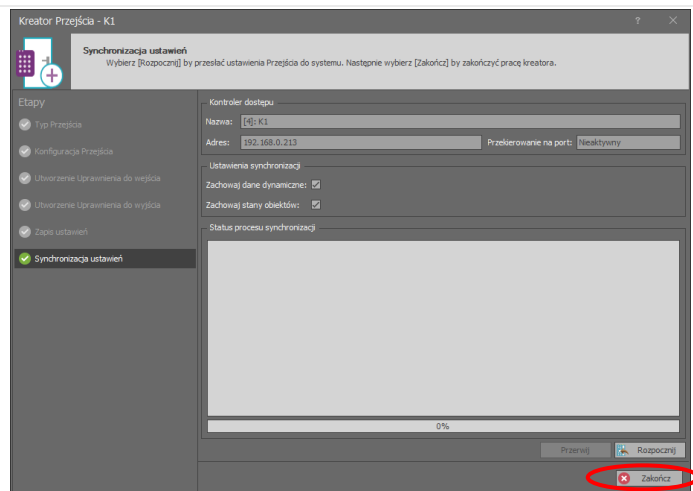 Kreator Przejścia - K1
?
Synchronizacja ustawień
Wybierz [Rozpocznij] by przesłać ustawienia Przejścia do systemu. Następnie wybierz [Zakończ] by zakończyć pracę kreatora.
Etapy
Typ Przejścia
Konfiguracja Przejścia
Utworzenie Uprawnienia do wejścia
Utworzenie Uprawnienia do wyjścia
Zapis ustawień
Synchronizacja ustawień
Kontroler dostępu
Nazwa: [4]: K1
Adres: 192.168.0.213 Przekierowanie na port: Nieaktywny
Ustawienia synchronizacji
Zachowaj dane dynamiczne:
Zachowaj stany obiektów:
Status procesu synchronizacji
0%
Przerwij Rozpocznij
Zakończ